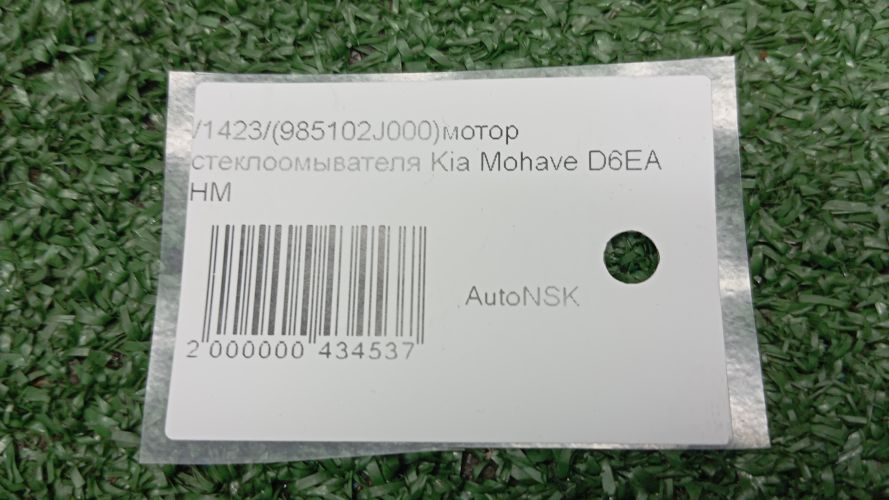 /1423/(985102J000)мотор
стеклоомывателя Kia Mohave D6EA
HM
AutoNSK
2 000000 434537